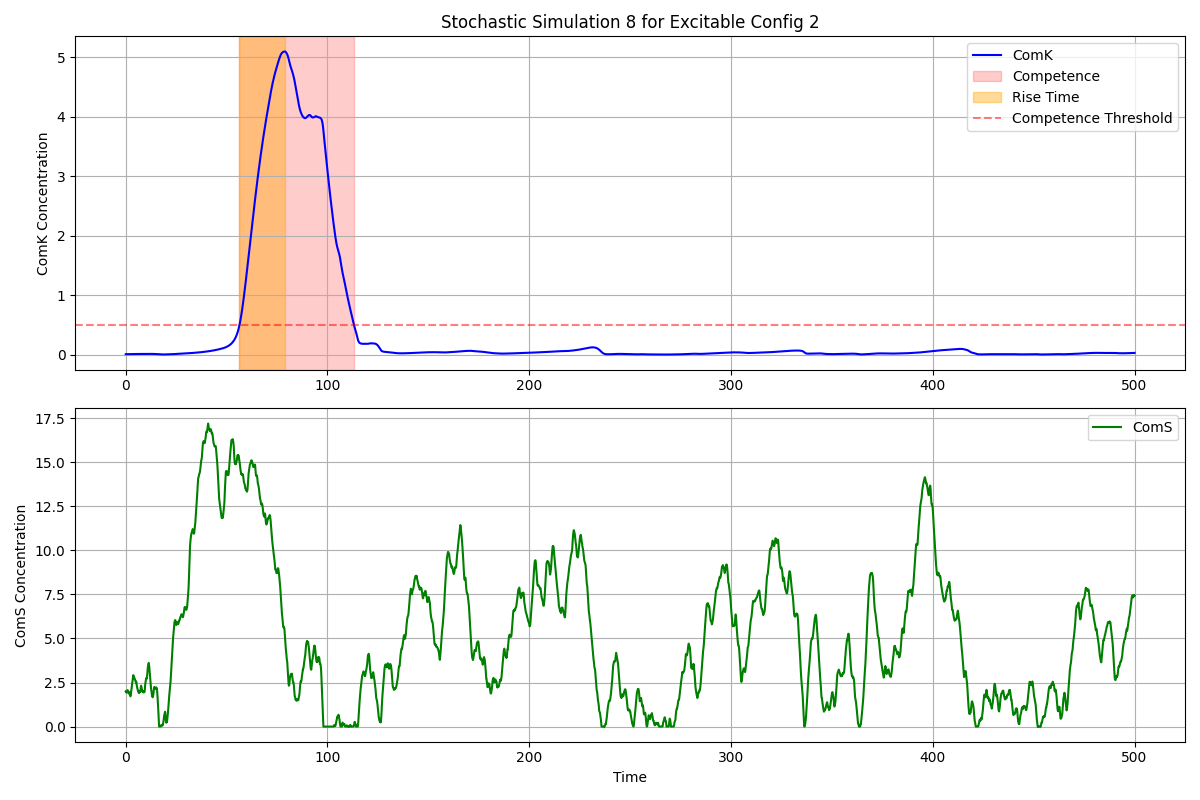 Stochastic Simulation 8 for Excitable Config 2
ComK Concentration
5
4
3
2
1
0
0 100 200 300 400 500
ComK
Competence
Rise Time
Competence Threshold
ComS Concentration
17.5
15.0
12.5
10.0
7.5
5.0
2.5
0.0
0 100 200 300 400 500
ComS
Time